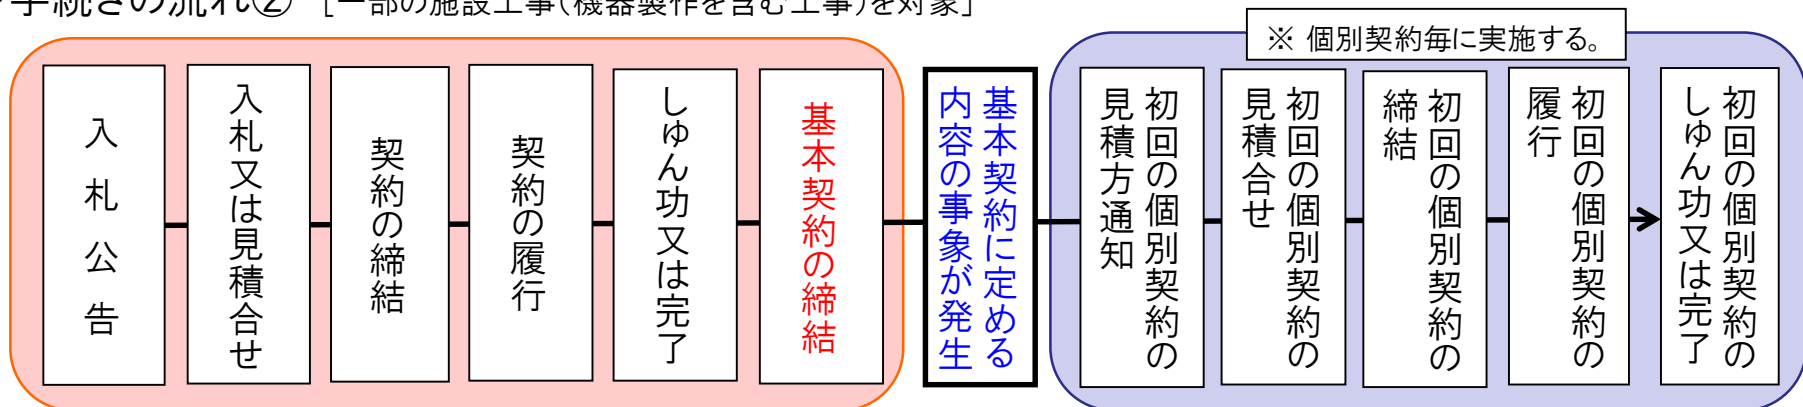 手続きの流れ② [一部の施設工事(機器製作を含む工事)を対象]
※ 個別契約毎に実施する。
入札公告
入札又は見積合せ
契約の締結
契約の履行
しゅん功又は完了
基本契約の締結
基本契約に定める
内容の事象が発生
初回の個別契約の
見積方通知
初回の個別契約の
見積合せ
初回の個別契約の
締結
初回の個別契約の
履行
初回の個別契約の
しゅん功又は完了